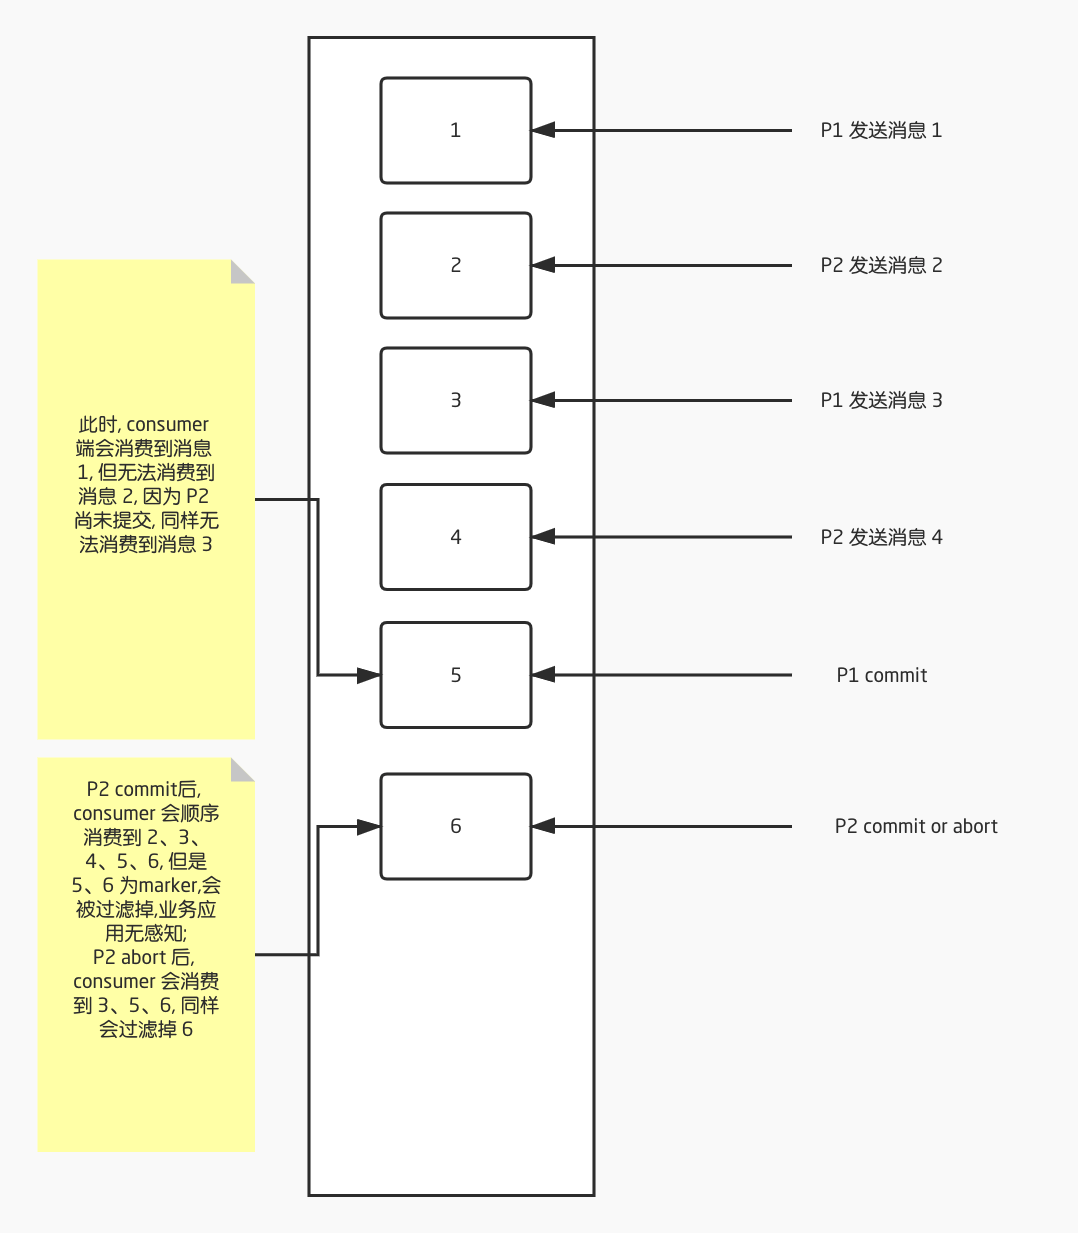 1
P1 发送消息 1
2
P2 发送消息 2
3
P1 发送消息 3
此时, consumer
端会消费到消息
1, 但无法消费到
消息 2, 因为 P2
尚未提交, 同样无
法消费到消息 3
4
P2 发送消息 4
5
P1 commit
P2 commit后,
consumer 会顺序
消费到 2、3、
4、5、6, 但是
5、6 为marker,会
被过滤掉,业务应
用无感知;
P2 abort 后,
consumer 会消费
到 3、5、6, 同样
会过滤掉 6
6
P2 commit or abort